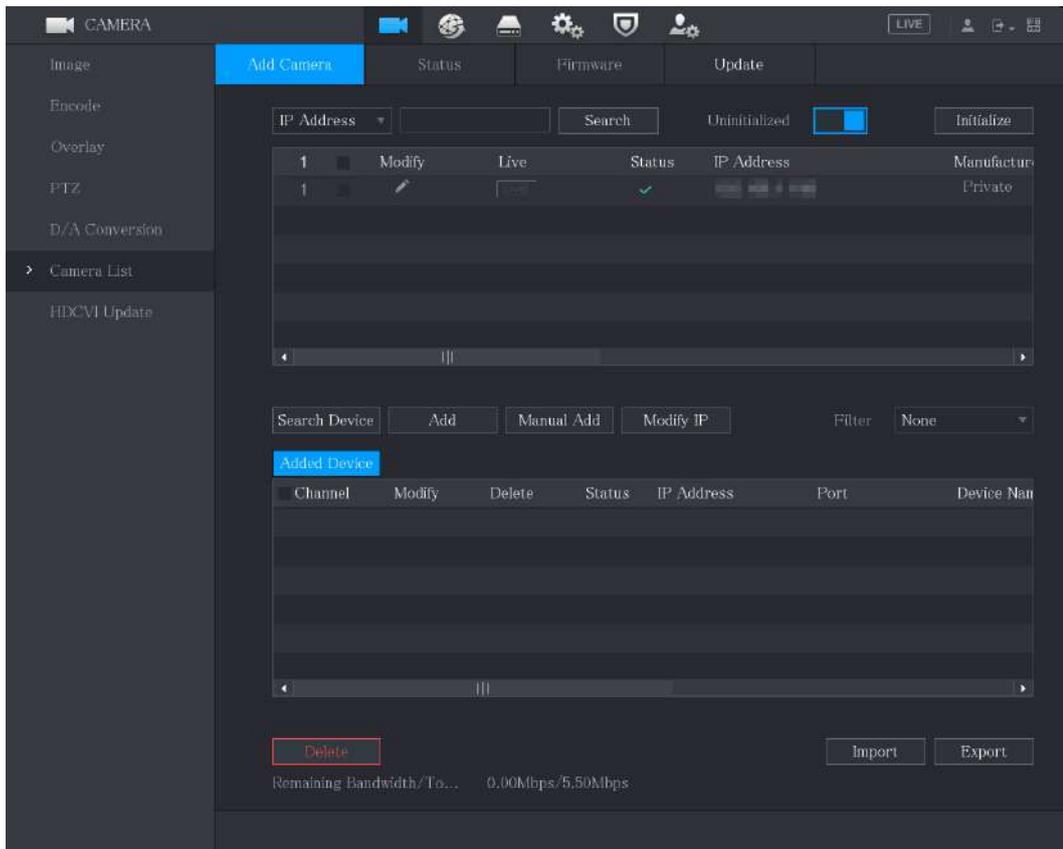 CAMERA LIVE
Image Add Camera Status Firmware Update
Encode
IP Address Search Uninitialized Initialize
Overlay
1 Modify Live Status IP Address Manufactur
PTZ
1 Private
D/A Conversion
Camera List
HDCVI Update
Search Device Add Manual Add Modify IP Filter None
Added Device
Channel Modify Delete Status IP Address Port Device Nam
Delete Import Export
Remaining Bandwidth/To... 0.00Mbps/5.50Mbps